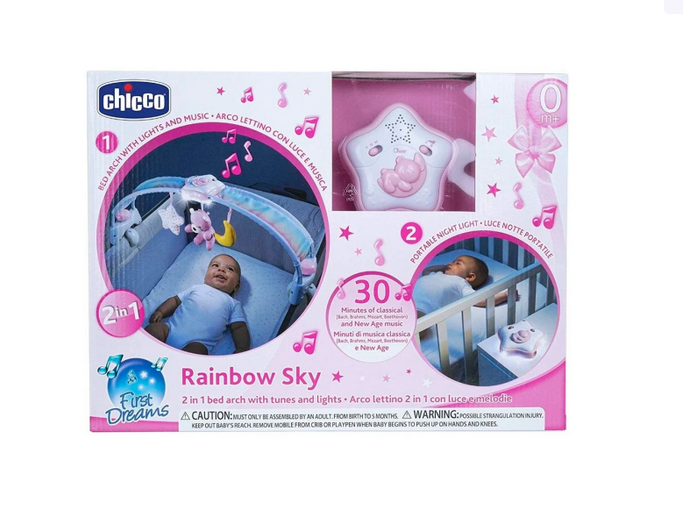 chicco
0
m+
1
BED ARCH WITH LIGHTS AND MUSIC • ARCO LETTINO CON LUCE E MUSICA
2
PORTABLE NIGHT LIGHT • LUCE NOTTE PORTATILE
2 in 1
30
Minutes of classical
(Bach, Brahms, Mozart, Beethoven)
and New Age music
Minuti di musica classica
(Bach, Brahms, Mozart, Beethoven)
e New Age
First
Dreams
Rainbow Sky
2 in 1 bed arch with tunes and lights • Arco lettino 2 in 1 con luce e melodie
CAUTION: MUST ONLY BE ASSEMBLED BY AN ADULT. FROM BIRTH TO 5 MONTHS. WARNING: POSSIBLE STRANGULATION INJURY.
KEEP OUT BABY'S REACH. REMOVE MOBILE FROM CRIB OR PLAYPEN WHEN BABY BEGINS TO PUSH UP ON HANDS AND KNEES.